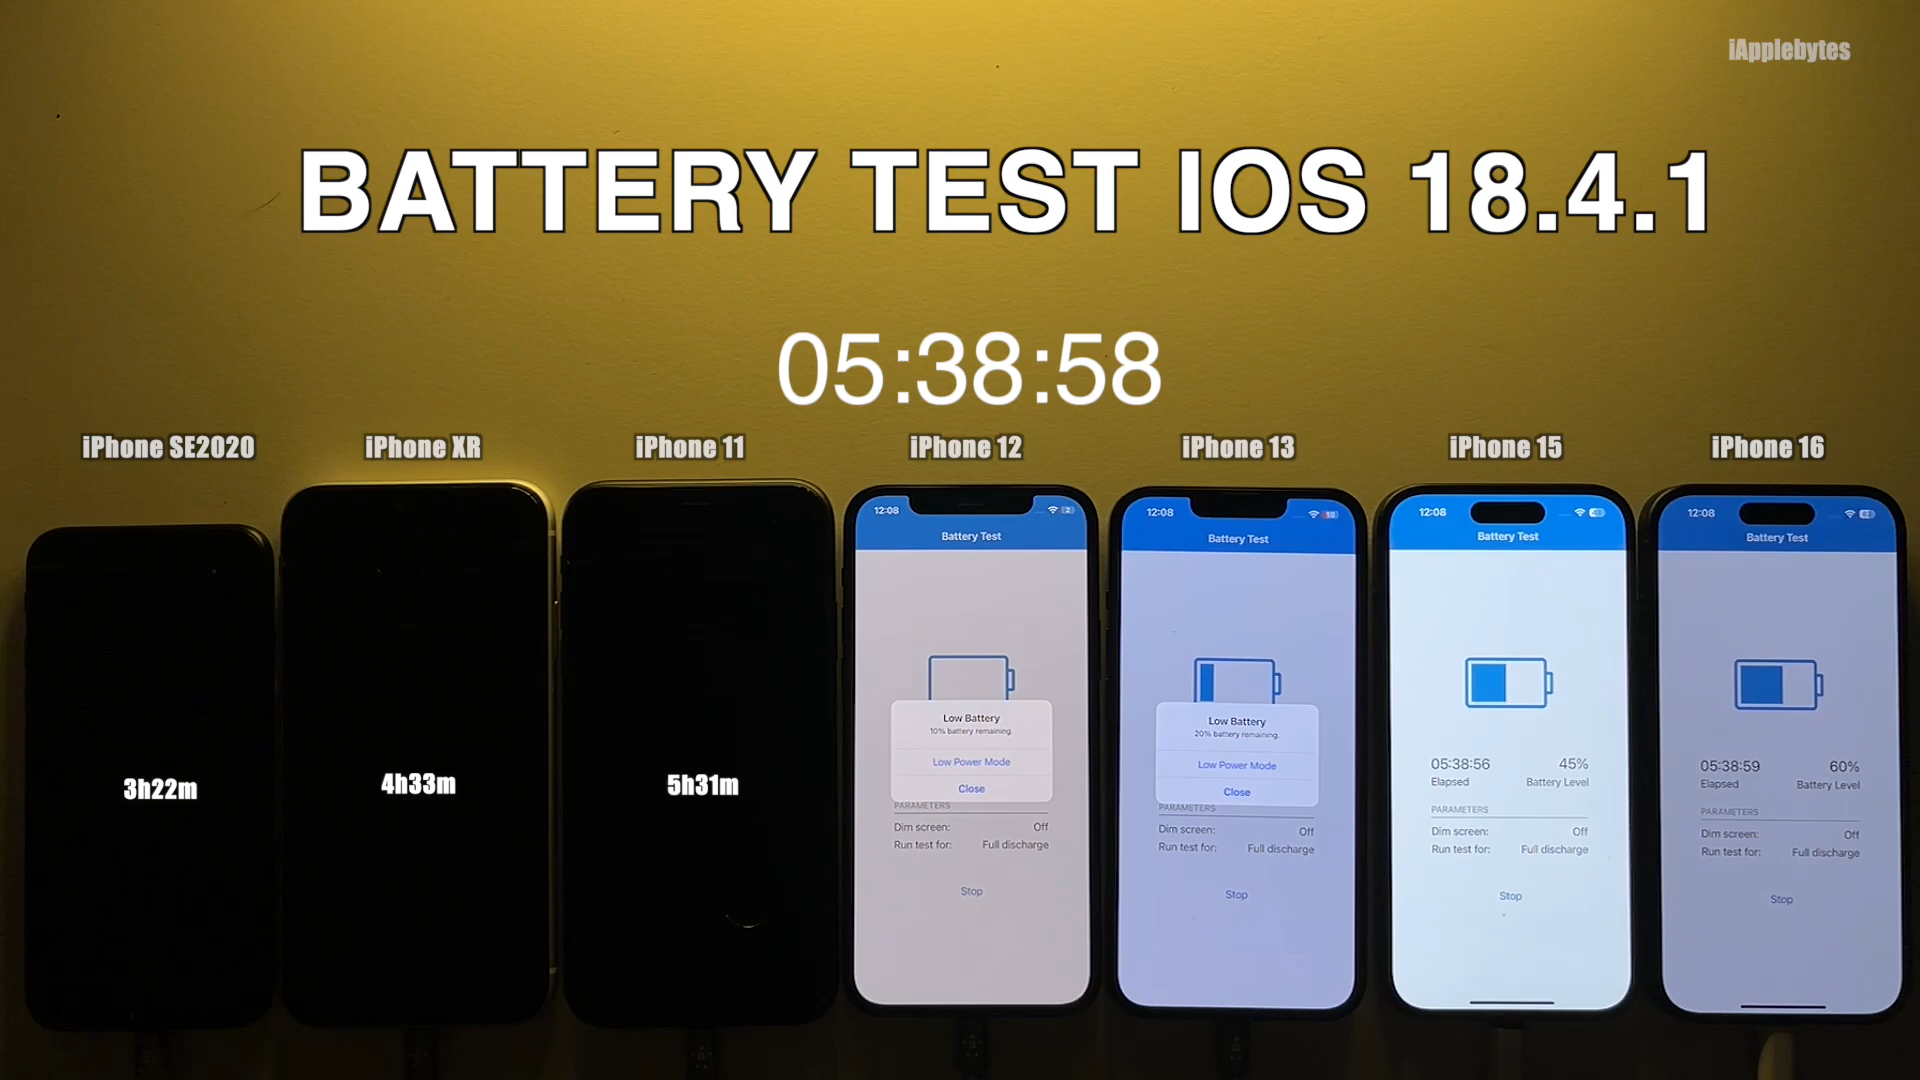 iApplebytes
BATTERY TEST IOS 18.4.1
05:38:58
iPhone SE2020
iPhone XR
iPhone 11
iPhone 12
iPhone 13
iPhone 15
iPhone 16
3h22m
4h33m
5h31m
12:08
2
Battery Test
Low Battery
10% battery remaining.
Low Power Mode
Close
PARAMETERS
Dim screen: Off
Run test for: Full discharge
Stop
12:08
Battery Test
Low Battery
20% battery remaining.
Low Power Mode
Close
PARAMETERS
Dim screen: Off
Run test for: Full discharge
Stop
12:08
Battery Test
05:38:56 45%
Elapsed Battery Level
PARAMETERS
Dim screen: Off
Run test for: Full discharge
Stop
12:08
Battery Test
05:38:59 60%
Elapsed Battery Level
PARAMETERS
Dim screen: Off
Run test for: Full discharge
Stop